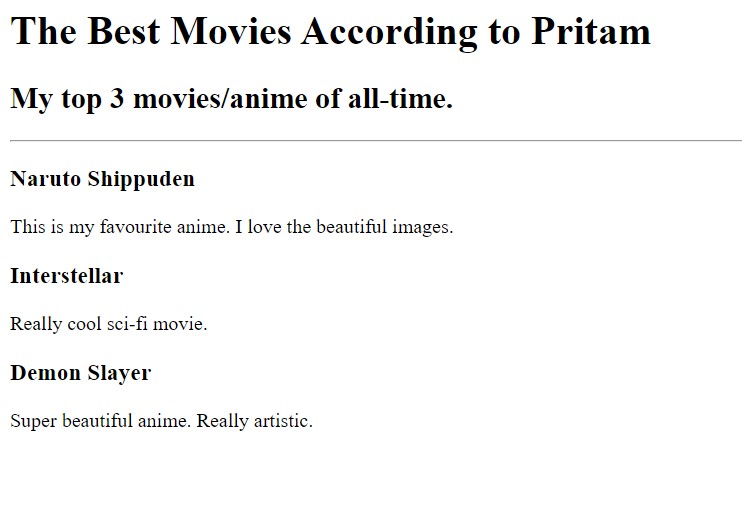 The Best Movies According to Pritam
My top 3 movies/anime of all-time.
Naruto Shippuden
This is my favourite anime. I love the beautiful images.
Interstellar
Really cool sci-fi movie.
Demon Slayer
Super beautiful anime. Really artistic.